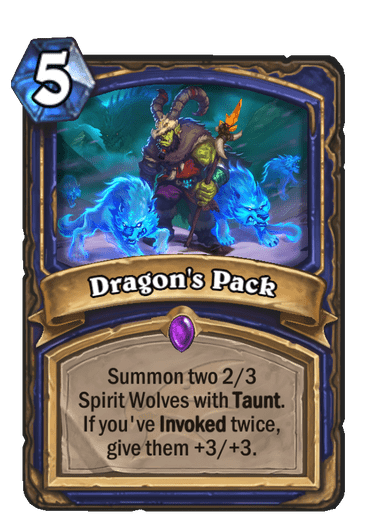 5
Dragon's Pack
Summon two 2/3
Spirit Wolves with Taunt.
If you've Invoked twice,
give them +3/+3.